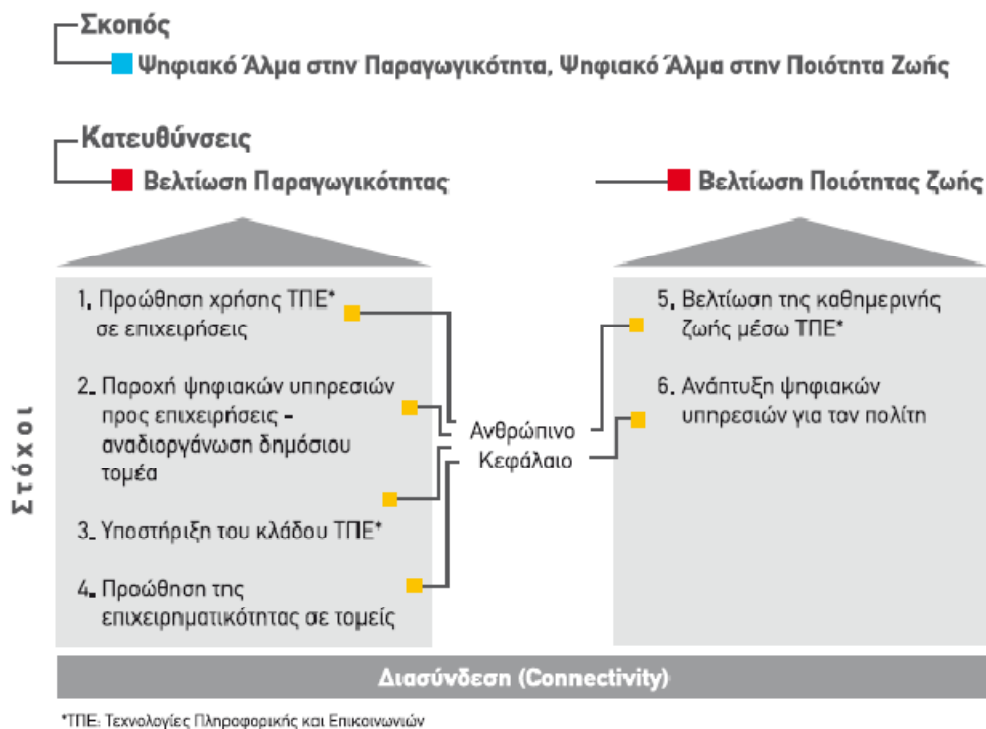 Σκοπός
Ψηφιακό Άλμα στην Παραγωγικότητα, Ψηφιακό Άλμα στην Ποιότητα Ζωής
Κατευθύνσεις
Βελτίωση Παραγωγικότητας
Βελτίωση Ποιότητας ζωής
Στόχοι
1. Προώθηση χρήσης ΤΠΕ*
σε επιχειρήσεις
2. Παροχή ψηφιακών υπηρεσιών
προς επιχειρήσεις –
αναδιοργάνωση δημόσιου
τομέα
3. Υποστήριξη του κλάδου ΤΠΕ*
4. Προώθηση της
επιχειρηματικότητας σε τομείς
Ανθρώπινο
Κεφάλαιο
5. Βελτίωση της καθημερινής
ζωής μέσω ΤΠΕ*
6. Ανάπτυξη ψηφιακών
υπηρεσιών για τον πολίτη
Διασύνδεση (Connectivity)
*ΤΠΕ: Τεχνολογίες Πληροφορικής και Επικοινωνιών